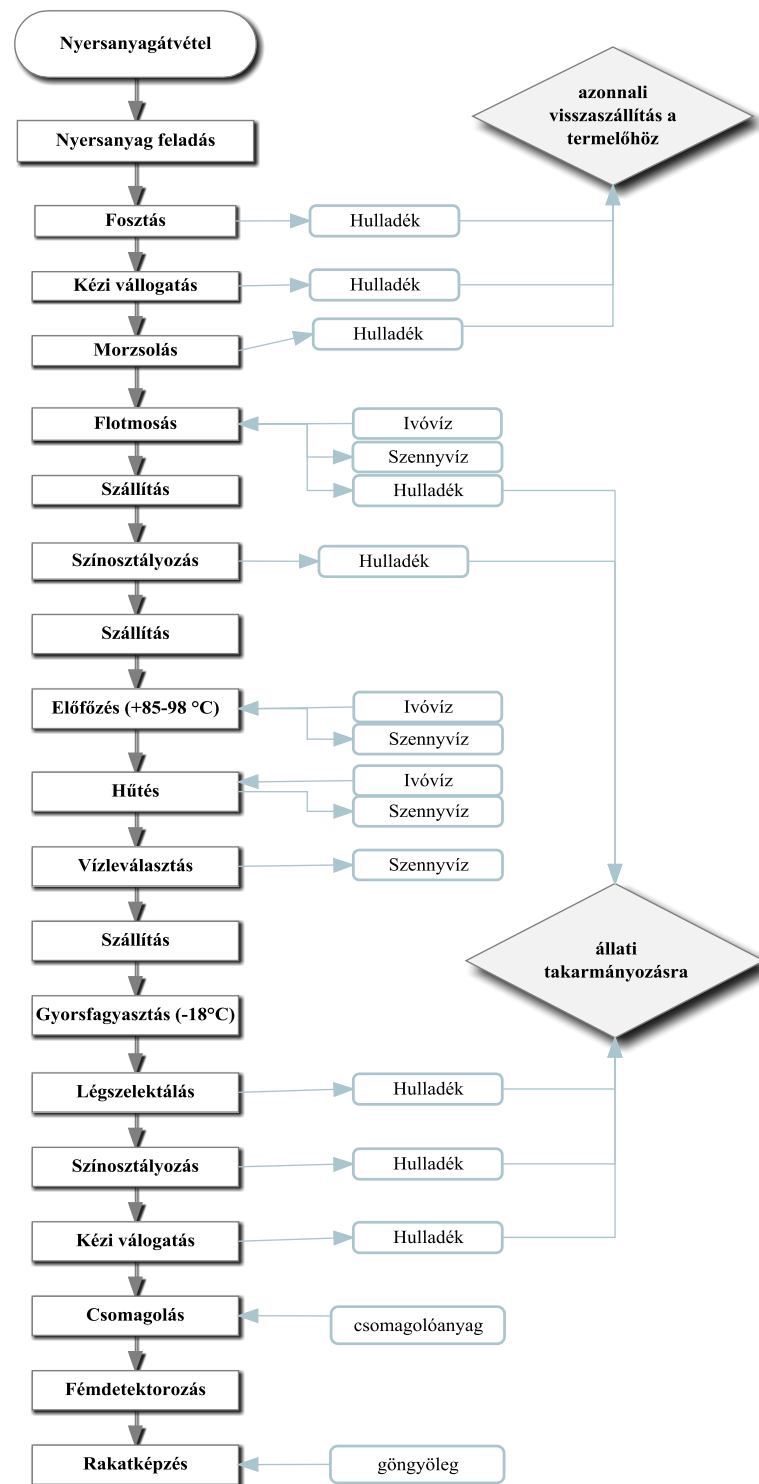 Nyersanyagátvétel
azonnali
visszaszállítás a
termelőhöz
Nyersanyag feladás
Fosztás
Hulladék
Kézi vállogatás
Hulladék
Morzsolás
Hulladék
Flotmosás
Ivóvíz
Szennyvíz
Szállítás
Hulladék
Színosztályozás
Hulladék
Szállítás
Előfőzés (+85-98 °C)
Ivóvíz
Szennyvíz
Hűtés
Ivóvíz
Szennyvíz
Vízleválasztás
Szennyvíz
Szállítás
állati
takarmányozásra
Gyorsfagyasztás (-18°C)
Légszelektálás
Hulladék
Színosztályozás
Hulladék
Kézi válogatás
Hulladék
Csomagolás
csomagolóanyag
Fémdetektorozás
Rakatképzés
göngyöleg